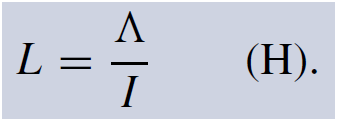 L = Λ / I (H).